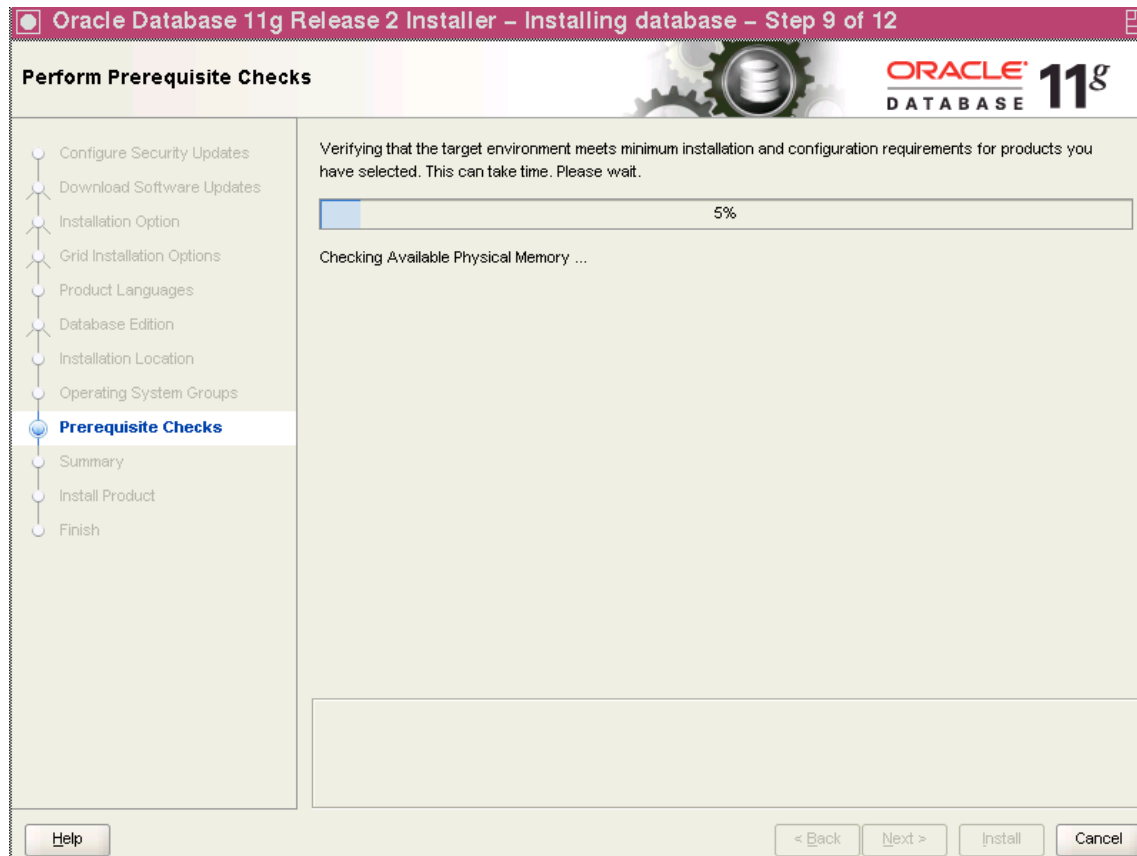 Oracle Database 11g Release 2 Installer – Installing database – Step 9 of 12
Perform Prerequisite Checks
ORACLE
DATABASE
11g
Configure Security Updates
Download Software Updates
Installation Option
Grid Installation Options
Product Languages
Database Edition
Installation Location
Operating System Groups
Prerequisite Checks
Summary
Install Product
Finish
Verifying that the target environment meets minimum installation and configuration requirements for products you
have selected. This can take time. Please wait.
5%
Checking Available Physical Memory ...
Help
< Back
Next >
Install
Cancel